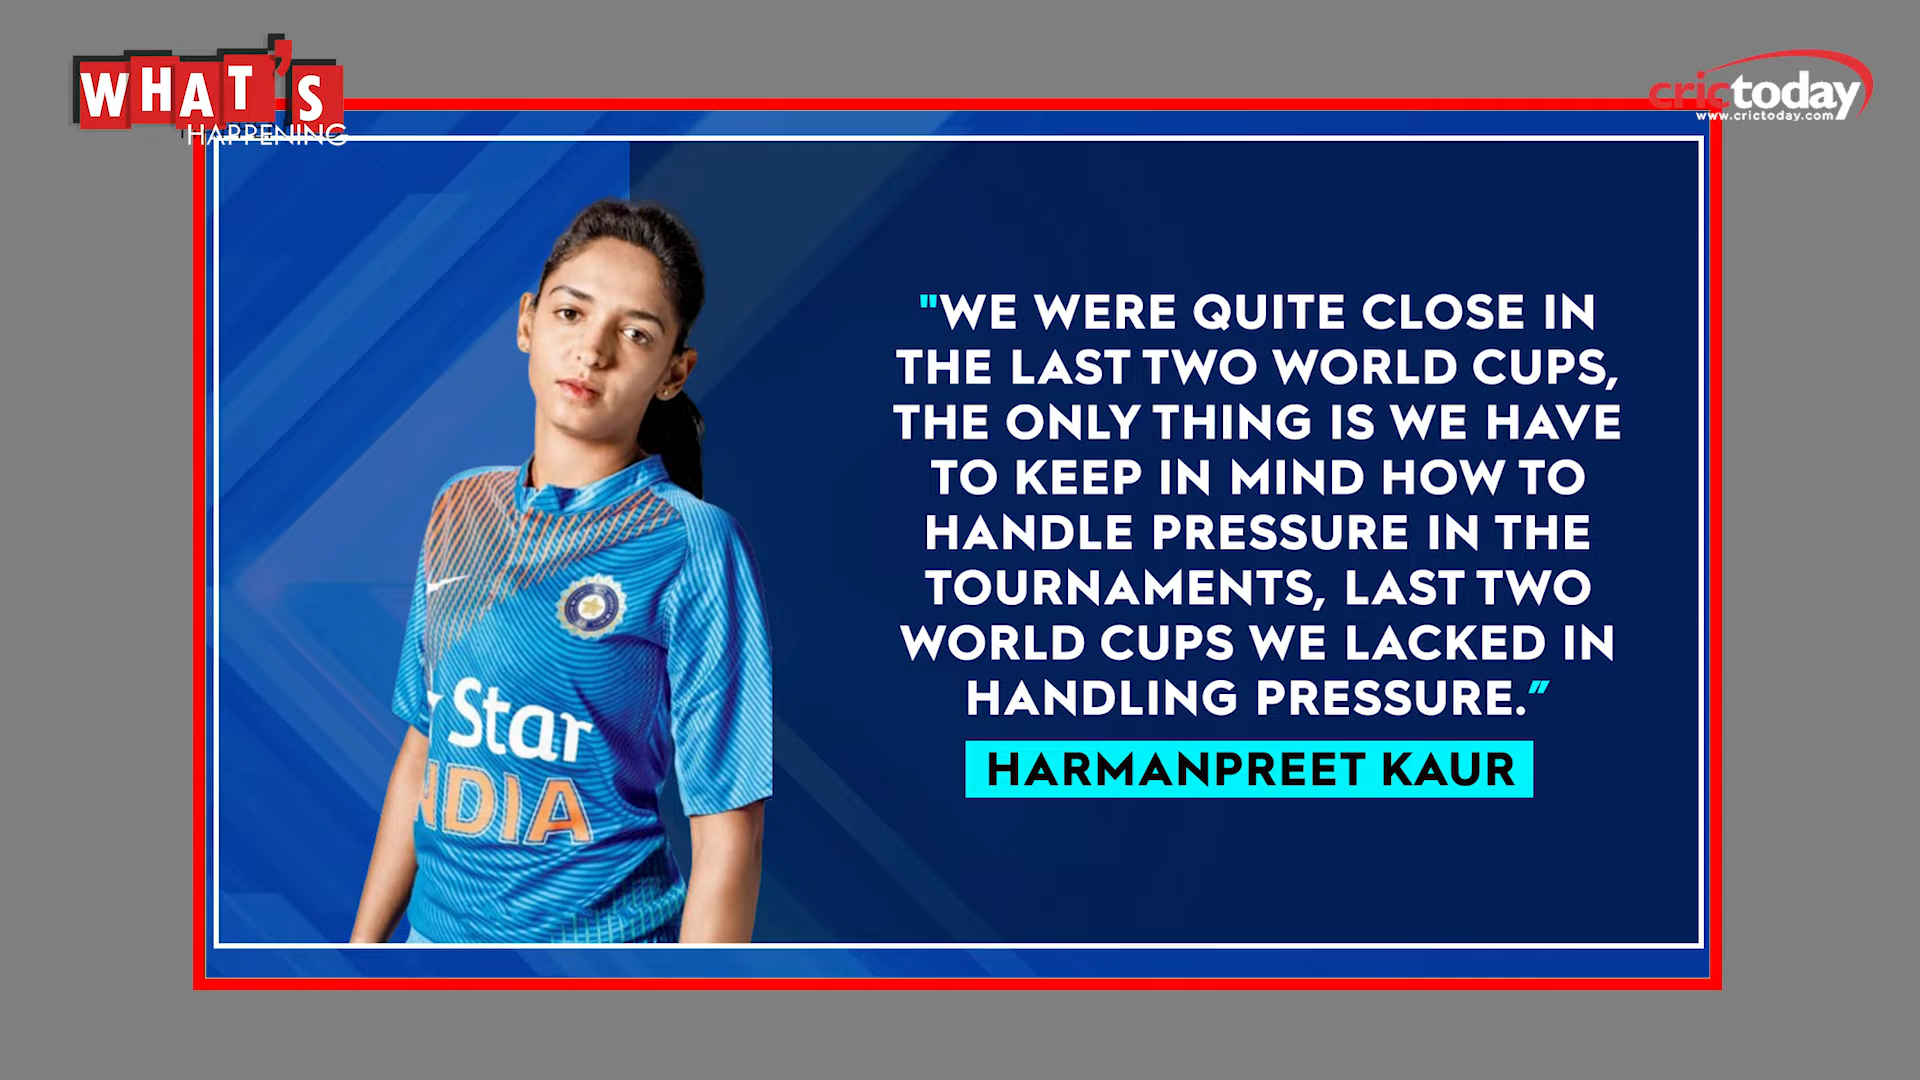 WHAT'S
HAPPENING
crictoday
www.crictoday.com
"WE WERE QUITE CLOSE IN
THE LAST TWO WORLD CUPS,
THE ONLY THING IS WE HAVE
TO KEEP IN MIND HOW TO
HANDLE PRESSURE IN THE
TOURNAMENTS, LAST TWO
WORLD CUPS WE LACKED IN
HANDLING PRESSURE.”
HARMANPREET KAUR
Star
NDIA